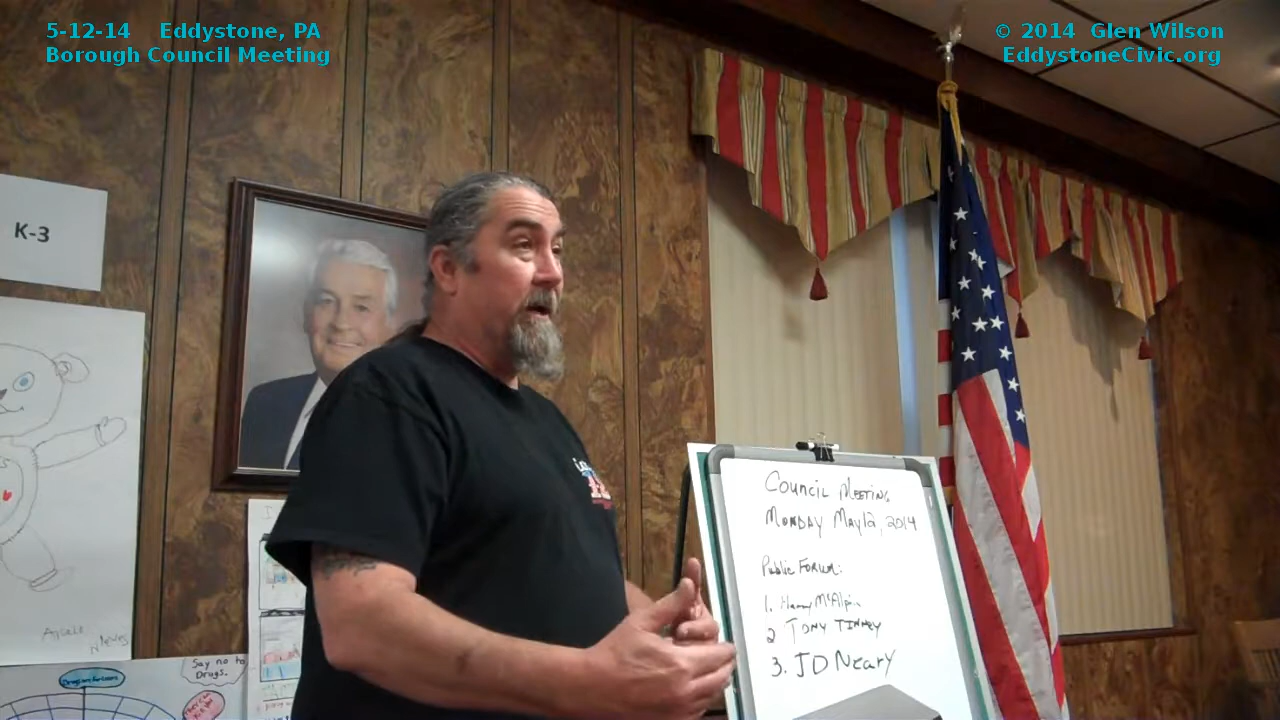 5-12-14 Eddystone, PA
Borough Council Meeting
© 2014 Glen Wilson
EddystoneCivic.org
K-3
Say no to
Drugs.
COUNCIL MEETING
MONDAY MAY 12, 2014
Public FORUM:
1. Harry McAlpin
2 TONY TINNEY
3. JD Neary